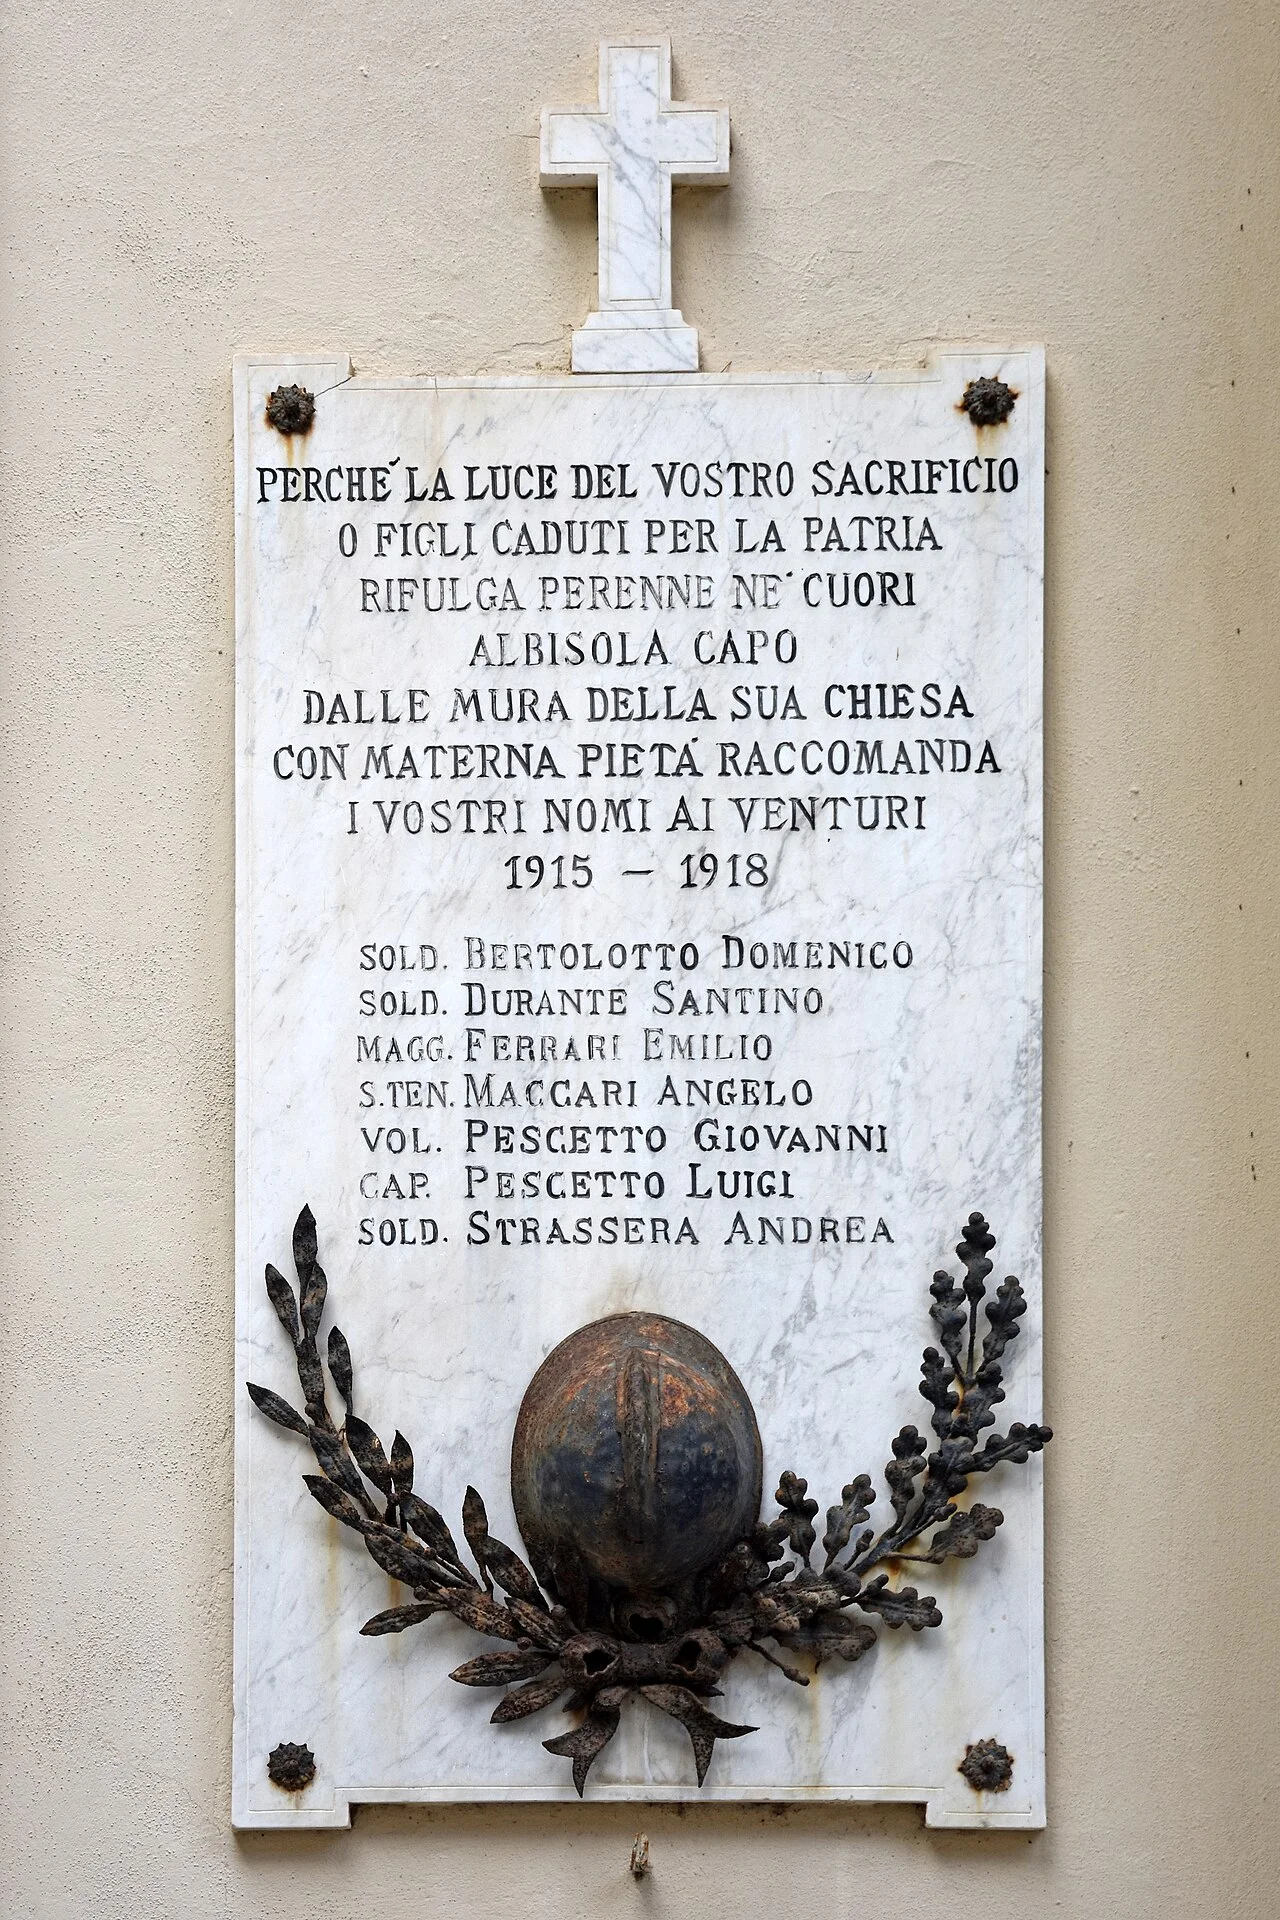 PERCHE´ LA LUCE DEL VOSTRO SACRIFICIO
O FIGLI CADUTI PER LA PATRIA
RIFULGA PERENNE NE´ CUORI
ALBISOLA CAPO
DALLE MURA DELLA SUA CHIESA
CON MATERNA PIETÁ RACCOMANDA
I VOSTRI NOMI AI VENTURI
1915 – 1918
SOLD. BERTOLOTTO DOMENICO
SOLD. DURANTE SANTINO
MAGG. FERRARI EMILIO
S.TEN. MACCARI ANGELO
VOL. PESCETTO GIOVANNI
CAP. PESCETTO LUIGI
SOLD. STRASSERA ANDREA